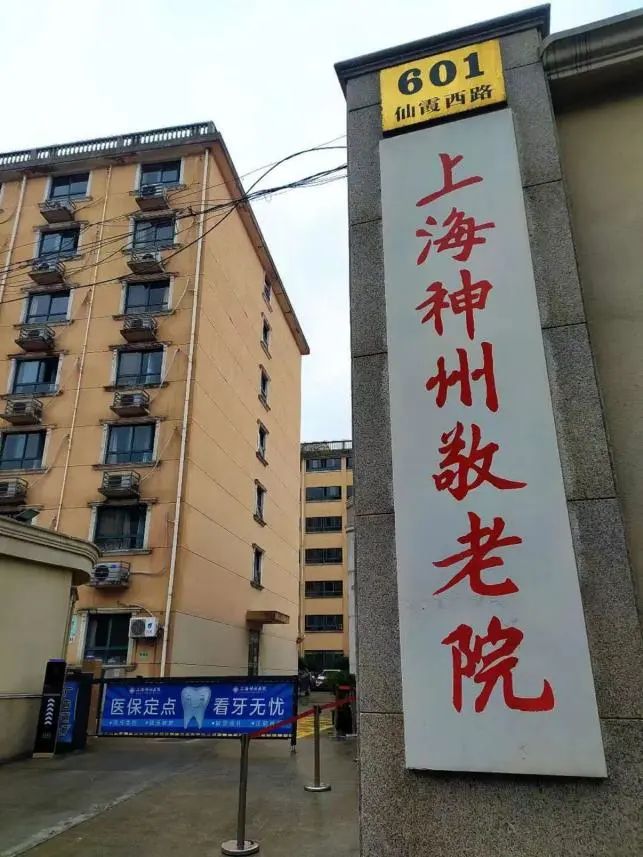 601
仙霞西路
上海神州敬老院
医保定点 看牙无忧